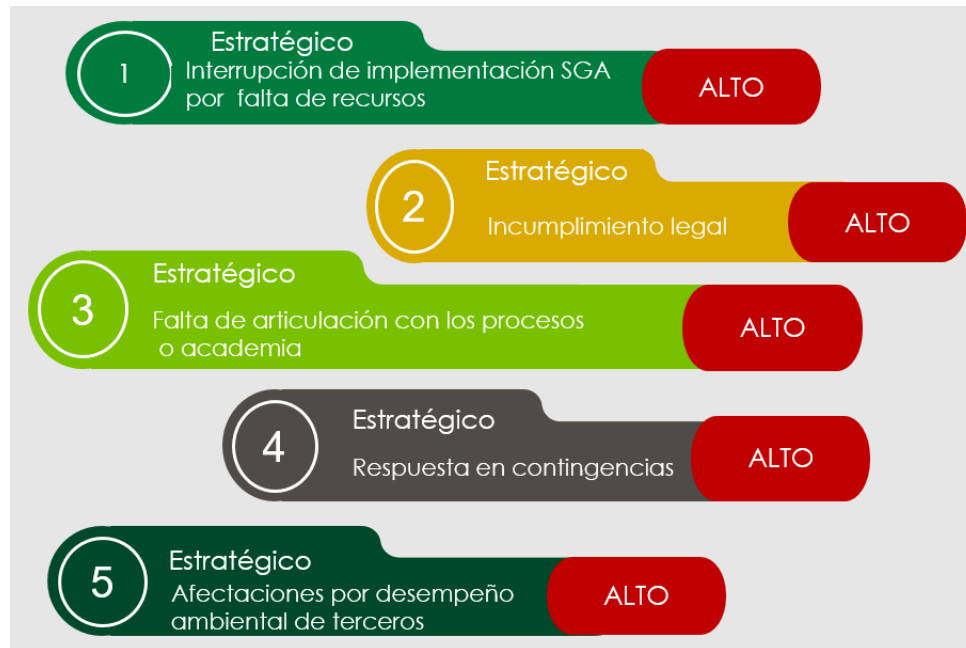 Estratégico
1
Interrupción de implementación SGA
por falta de recursos
ALTO
Estratégico
2
Incumplimiento legal
ALTO
Estratégico
3
Falta de articulación con los procesos
o academia
ALTO
Estratégico
4
Respuesta en contingencias
ALTO
Estratégico
5
Afectaciones por desempeño
ambiental de terceros
ALTO